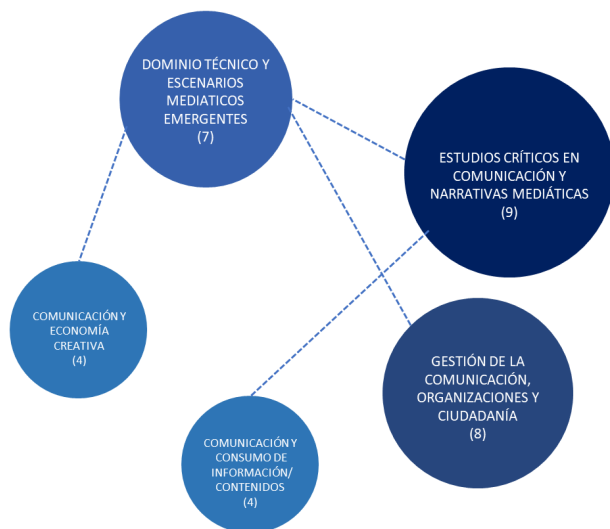 DOMINIO TÉCNICO Y
ESCENARIOS
MEDIATICOS
EMERGENTES
(7)
ESTUDIOS CRÍTICOS EN
COMUNICACIÓN Y
NARRATIVAS MEDIÁTICAS
(9)
COMUNICACIÓN Y
ECONOMÍA
CREATIVA
(4)
GESTIÓN DE LA
COMUNICACIÓN,
ORGANIZACIONES Y
CIUDADANÍA
(8)
COMUNICACIÓN Y
CONSUMO DE
INFORMACIÓN/
CONTENIDOS
(4)